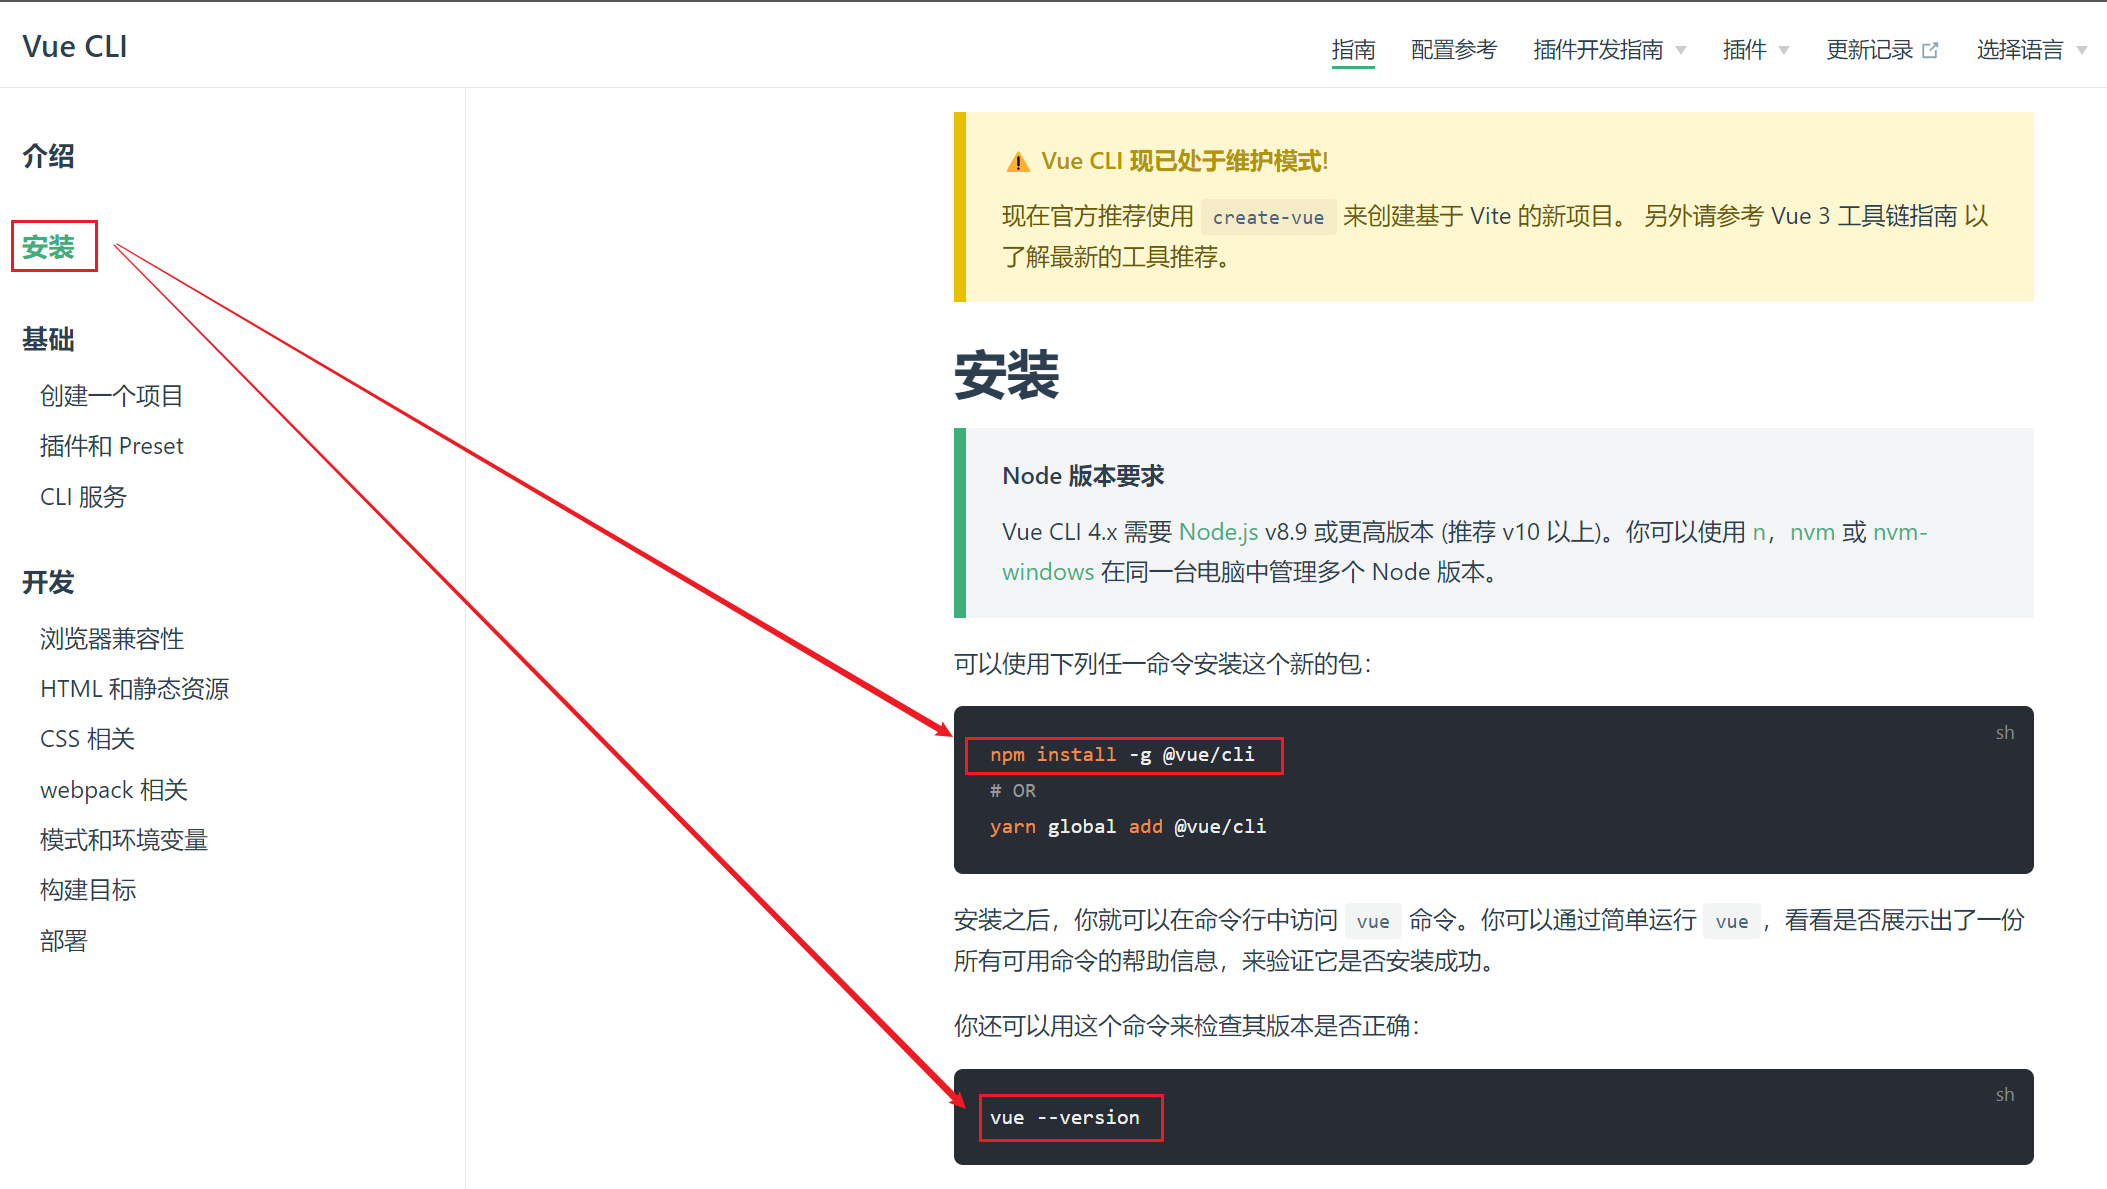 Vue CLI
指南 配置参考 插件开发指南 插件 更新记录 选择语言
介绍
安装
基础
创建一个项目
插件和 Preset
CLI 服务
开发
浏览器兼容性
HTML 和静态资源
CSS 相关
webpack 相关
模式和环境变量
构建目标
部署
⚠️ Vue CLI 现已处于维护模式!
现在官方推荐使用 create-vue 来创建基于 Vite 的新项目。 另外请参考 Vue 3 工具链指南 以
了解最新的工具推荐。
安装
Node 版本要求
Vue CLI 4.x 需要 Node.js v8.9 或更高版本 (推荐 v10 以上)。你可以使用 n，nvm 或 nvm-
windows 在同一台电脑中管理多个 Node 版本。
可以使用下列任一命令安装这个新的包：
sh
npm install -g @vue/cli
# OR
yarn global add @vue/cli
安装之后，你就可以在命令行中访问 vue 命令。你可以通过简单运行 vue，看看是否展示出了一份
所有可用命令的帮助信息，来验证它是否安装成功。
你还可以用这个命令来检查其版本是否正确：
sh
vue --version